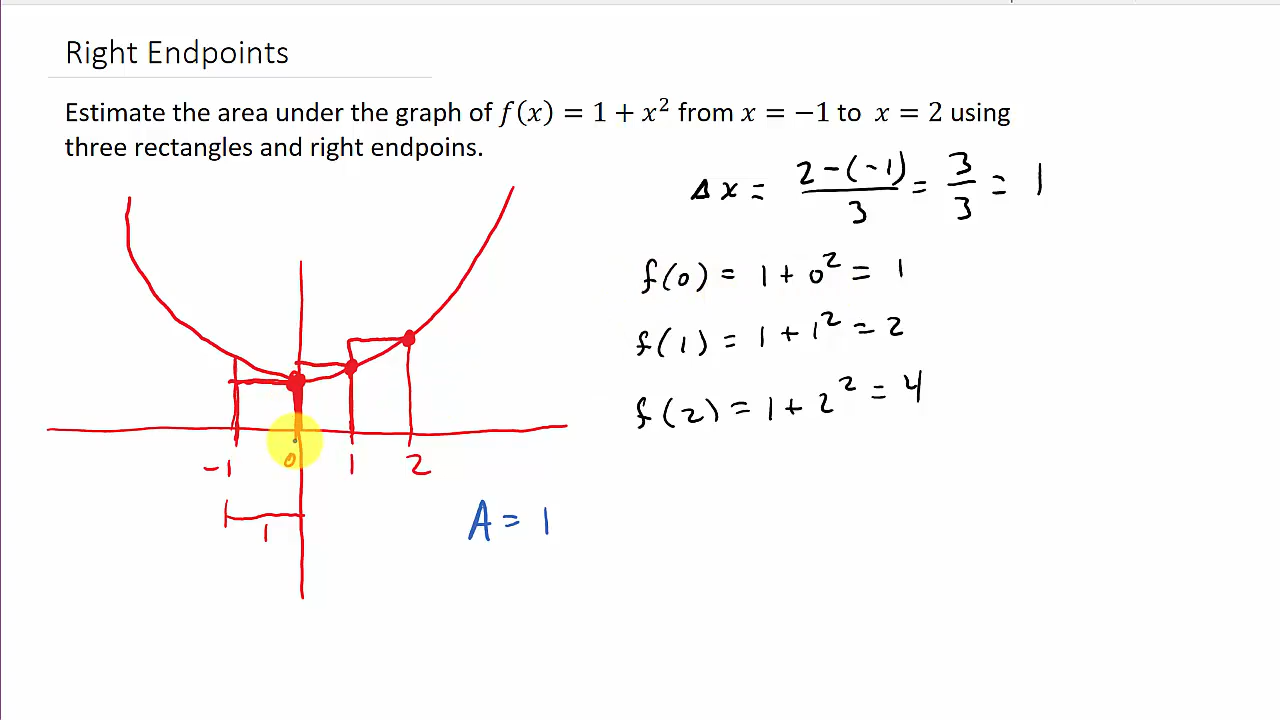 Right Endpoints
Estimate the area under the graph of f(x) = 1 + x² from x = −1 to x = 2 using
three rectangles and right endpoins.
Δx = (2-(-1))/3 = 3/3 = 1
f(0) = 1 + 0² = 1
f(1) = 1 + 1² = 2
f(2) = 1 + 2² = 4
-1 0 1 2
1
A = 1